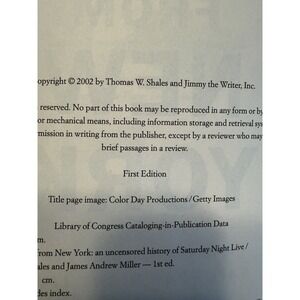 opyright © 2002 by Thomas W. Shales and Jimmy the Writer, Inc.
reserved. No part of this book may be reproduced in any form or by
or mechanical means, including information storage and retrieval sys
rmission in writing from the publisher, except by a reviewer who may
brief passages in a review.
First Edition
Title page image: Color Day Productions / Getty Images
Library of Congress Cataloging-in-Publication Data
m.
rom New York: an uncensored history of Saturday Night Live /
ales and James Andrew Miller — 1st ed.
cm.
des index.